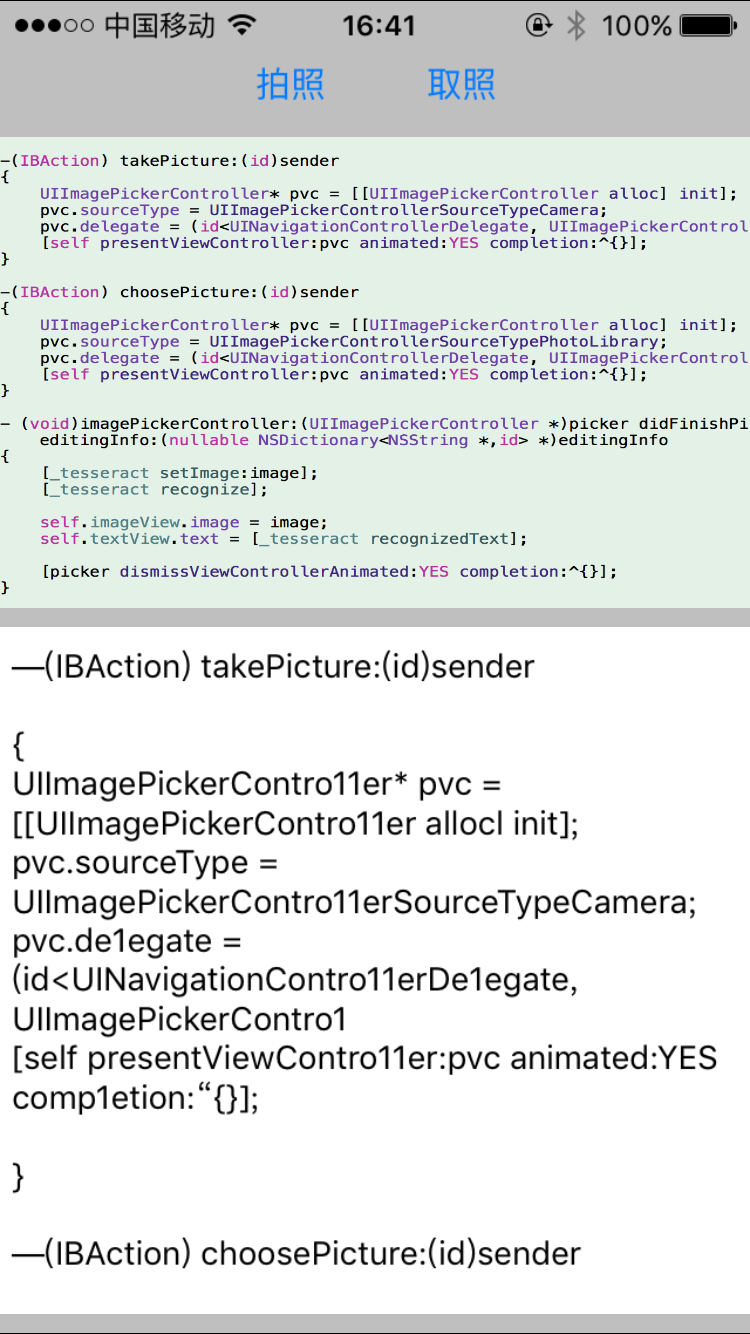 中国移动 16:41 100%
拍照 取照
-(IBAction) takePicture:(id)sender
{
    UIImagePickerController* pvc = [[UIImagePickerController alloc] init];
    pvc.sourceType = UIImagePickerControllerSourceTypeCamera;
    pvc.delegate = (id<UINavigationControllerDelegate, UIImagePickerControl
    [self presentViewController:pvc animated:YES completion:^{}];
}
-(IBAction) choosePicture:(id)sender
{
    UIImagePickerController* pvc = [[UIImagePickerController alloc] init];
    pvc.sourceType = UIImagePickerControllerSourceTypePhotoLibrary;
    pvc.delegate = (id<UINavigationControllerDelegate, UIImagePickerControl
    [self presentViewController:pvc animated:YES completion:^{}];
}
- (void)imagePickerController:(UIImagePickerController *)picker didFinishPi
    editingInfo:(nullable NSDictionary<NSString *,id> *)editingInfo
{
    [_tesseract setImage:image];
    [_tesseract recognize];
    self.imageView.image = image;
    self.textView.text = [_tesseract recognizedText];
    [picker dismissViewControllerAnimated:YES completion:^{}];
}
—(IBAction) takePicture:(id)sender
{
UIImagePickerContro11er* pvc =
[[UIImagePickerContro11er allocl init];
pvc.sourceType =
UIImagePickerContro11erSourceTypeCamera;
pvc.de1egate =
(id<UINavigationContro11erDe1egate,
UIImagePickerContro1
[self presentViewContro11er:pvc animated:YES
comp1etion:“{}];
}
—(IBAction) choosePicture:(id)sender